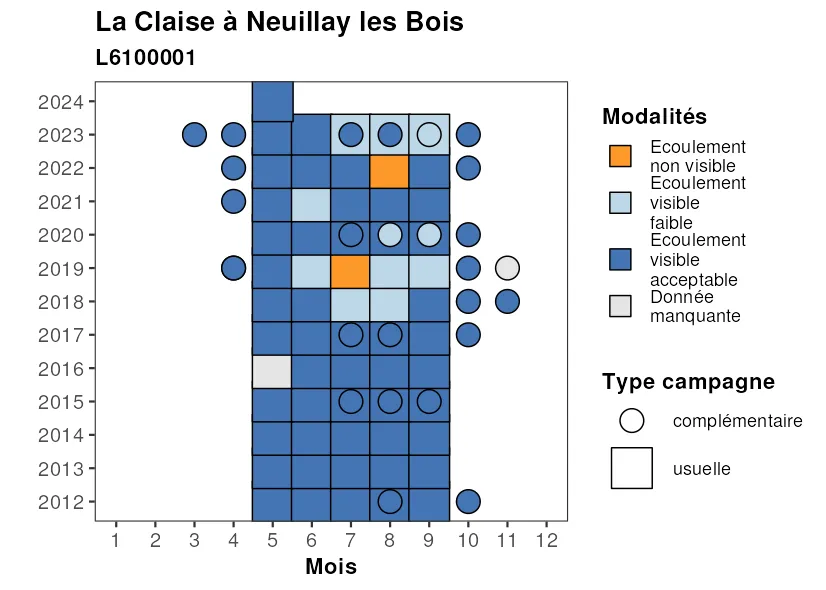 La Claise à Neuillay les Bois
L6100001
2024
2023
2022
2021
2020
2019
2018
2017
2016
2015
2014
2013
2012
1 2 3 4 5 6 7 8 9 10 11 12
Mois
Modalités
Ecoulement
non visible
Ecoulement
visible
faible
Ecoulement
visible
acceptable
Donnée
manquante
Type campagne
complémentaire
usuelle